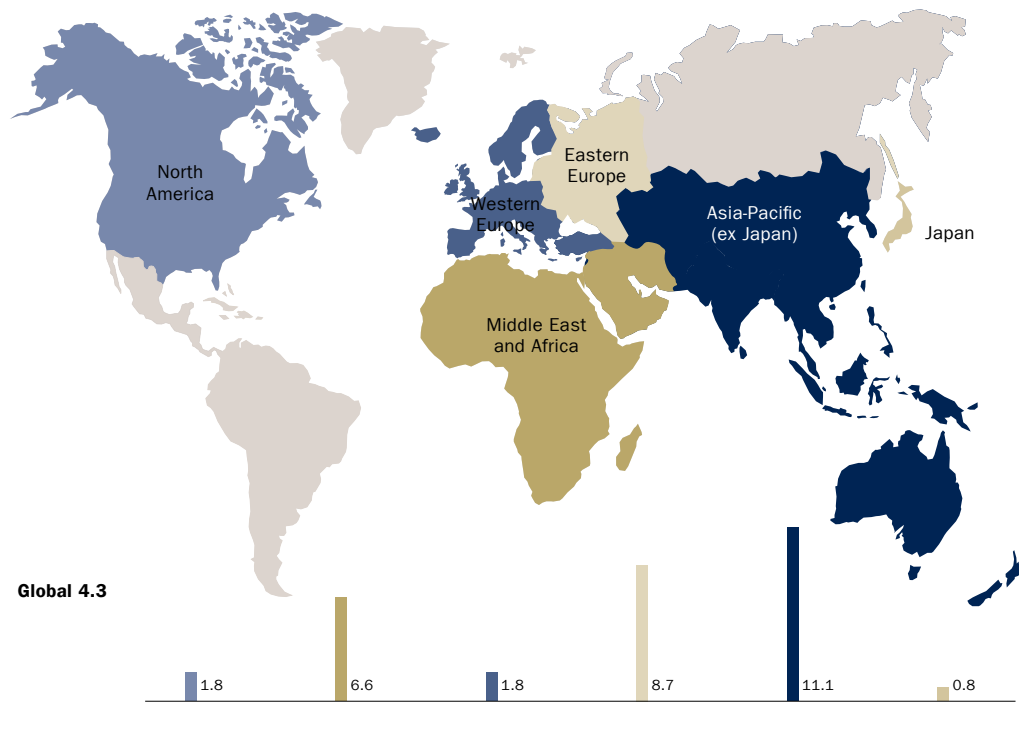 North
America
Western
Europe
Eastern
Europe
Asia-Pacific
(ex Japan)
Japan
Middle East
and Africa
Global 4.3
1.8
6.6
1.8
8.7
11.1
0.8